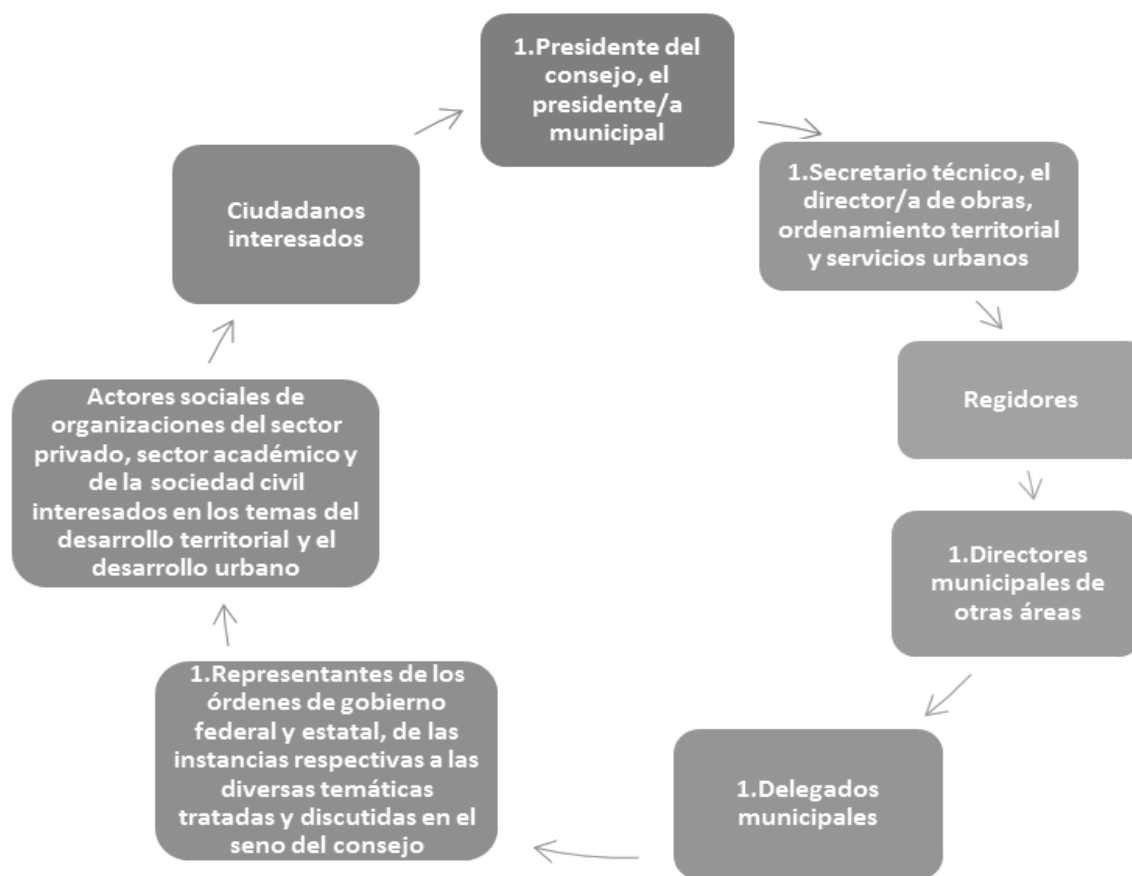 1.Presidente del
consejo, el
presidente/a
municipal
1.Secretario técnico, el
director/a de obras,
ordenamiento territorial
y servicios urbanos
Regidores
1.Directores
municipales de
otras áreas
1.Delegados
municipales
1.Representantes de los
órdenes de gobierno
federal y estatal, de las
instancias respectivas a las
diversas temáticas
tratadas y discutidas en el
seno del consejo
Actores sociales de
organizaciones del sector
privado, sector académico y
de la sociedad civil
interesados en los temas del
desarrollo territorial y el
desarrollo urbano
Ciudadanos
interesados